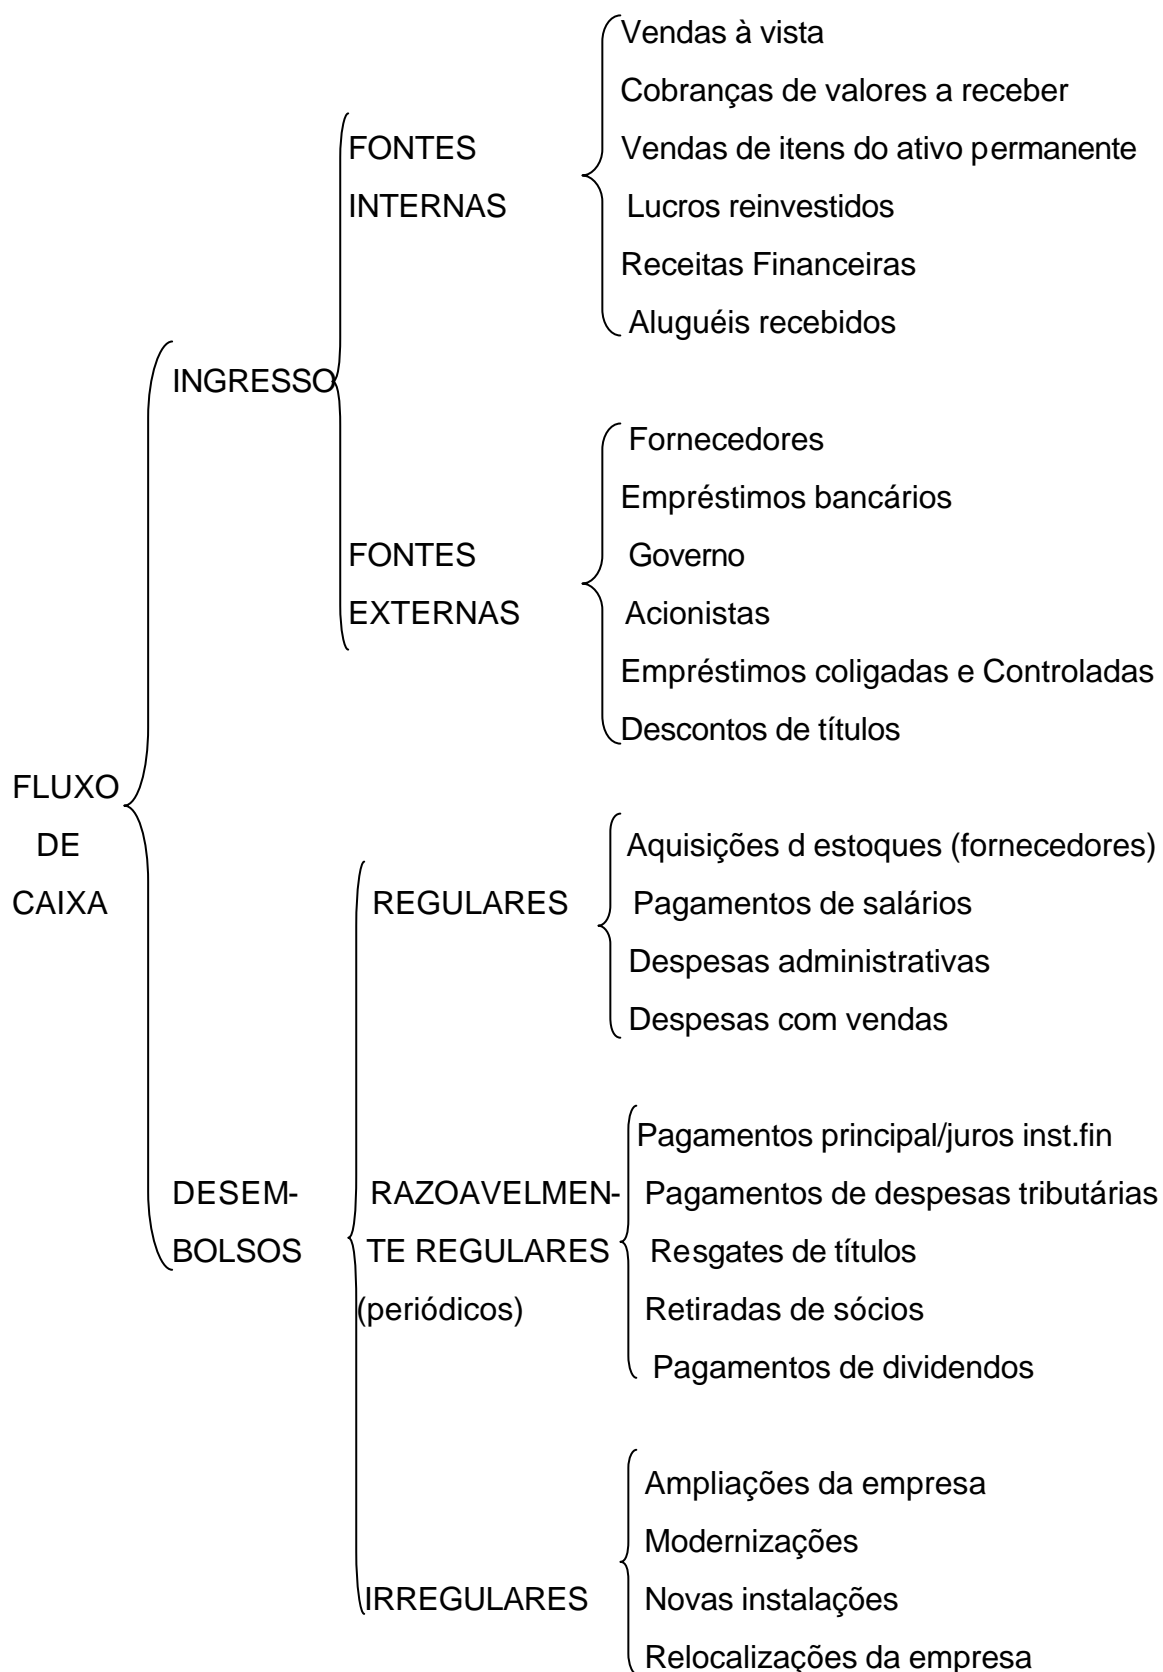 Vendas à vista
Cobranças de valores a receber
FONTES
Vendas de itens do ativo permanente
INTERNAS
Lucros reinvestidos
Receitas Financeiras
Aluguéis recebidos
INGRESSO
Fornecedores
Empréstimos bancários
FONTES
Governo
EXTERNAS
Acionistas
Empréstimos coligadas e Controladas
Descontos de títulos
FLUXO
DE
CAIXA
Aquisições d estoques (fornecedores)
REGULARES
Pagamentos de salários
Despesas administrativas
Despesas com vendas
Pagamentos principal/juros inst.fin
DESEM-
BOLSOS
RAZOAVELMEN-
TE REGULARES
(periódicos)
Pagamentos de despesas tributárias
Resgates de títulos
Retiradas de sócios
Pagamentos de dividendos
Ampliações da empresa
Modernizações
IRREGULARES
Novas instalações
Relocalizações da empresa